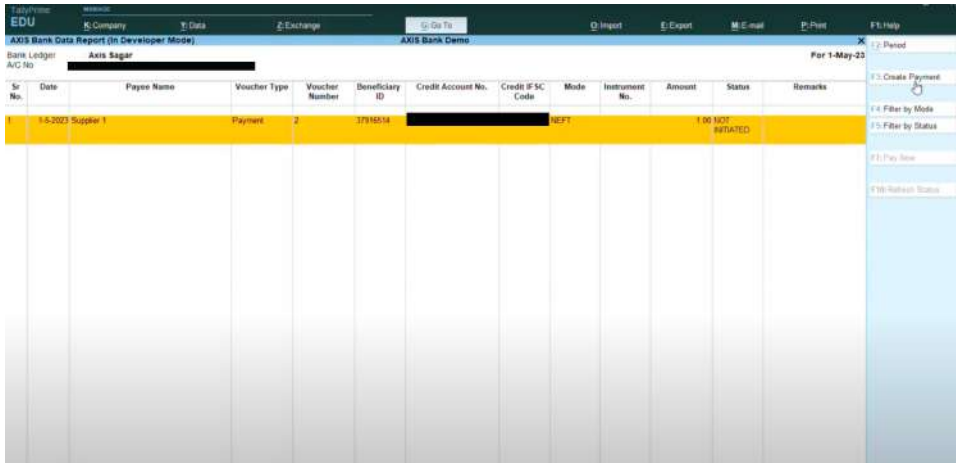 TallyPrime
MANAGE
EDU
K:Company Y:Data Z:Exchange G:Go To O:Import E:Export M:E-mail P:Print F1:Help
AXIS Bank Data Report (In Developer Mode) AXIS Bank Demo X
F2:Period
Bank Ledger Axis Sagar For 1-May-23
A/C No
F3:Create Payment
Sr No. Date Payee Name Voucher Type Voucher Number Beneficiary ID Credit Account No. Credit IFSC Code Mode Instrument No. Amount Status Remarks
F4:Filter by Mode
1 1-5-2023 Supplier 1 Payment 2 37916514 NEFT 1.00 NOT INITIATED
F5:Filter by Status
F7:Pay Now
F10:Refresh Status